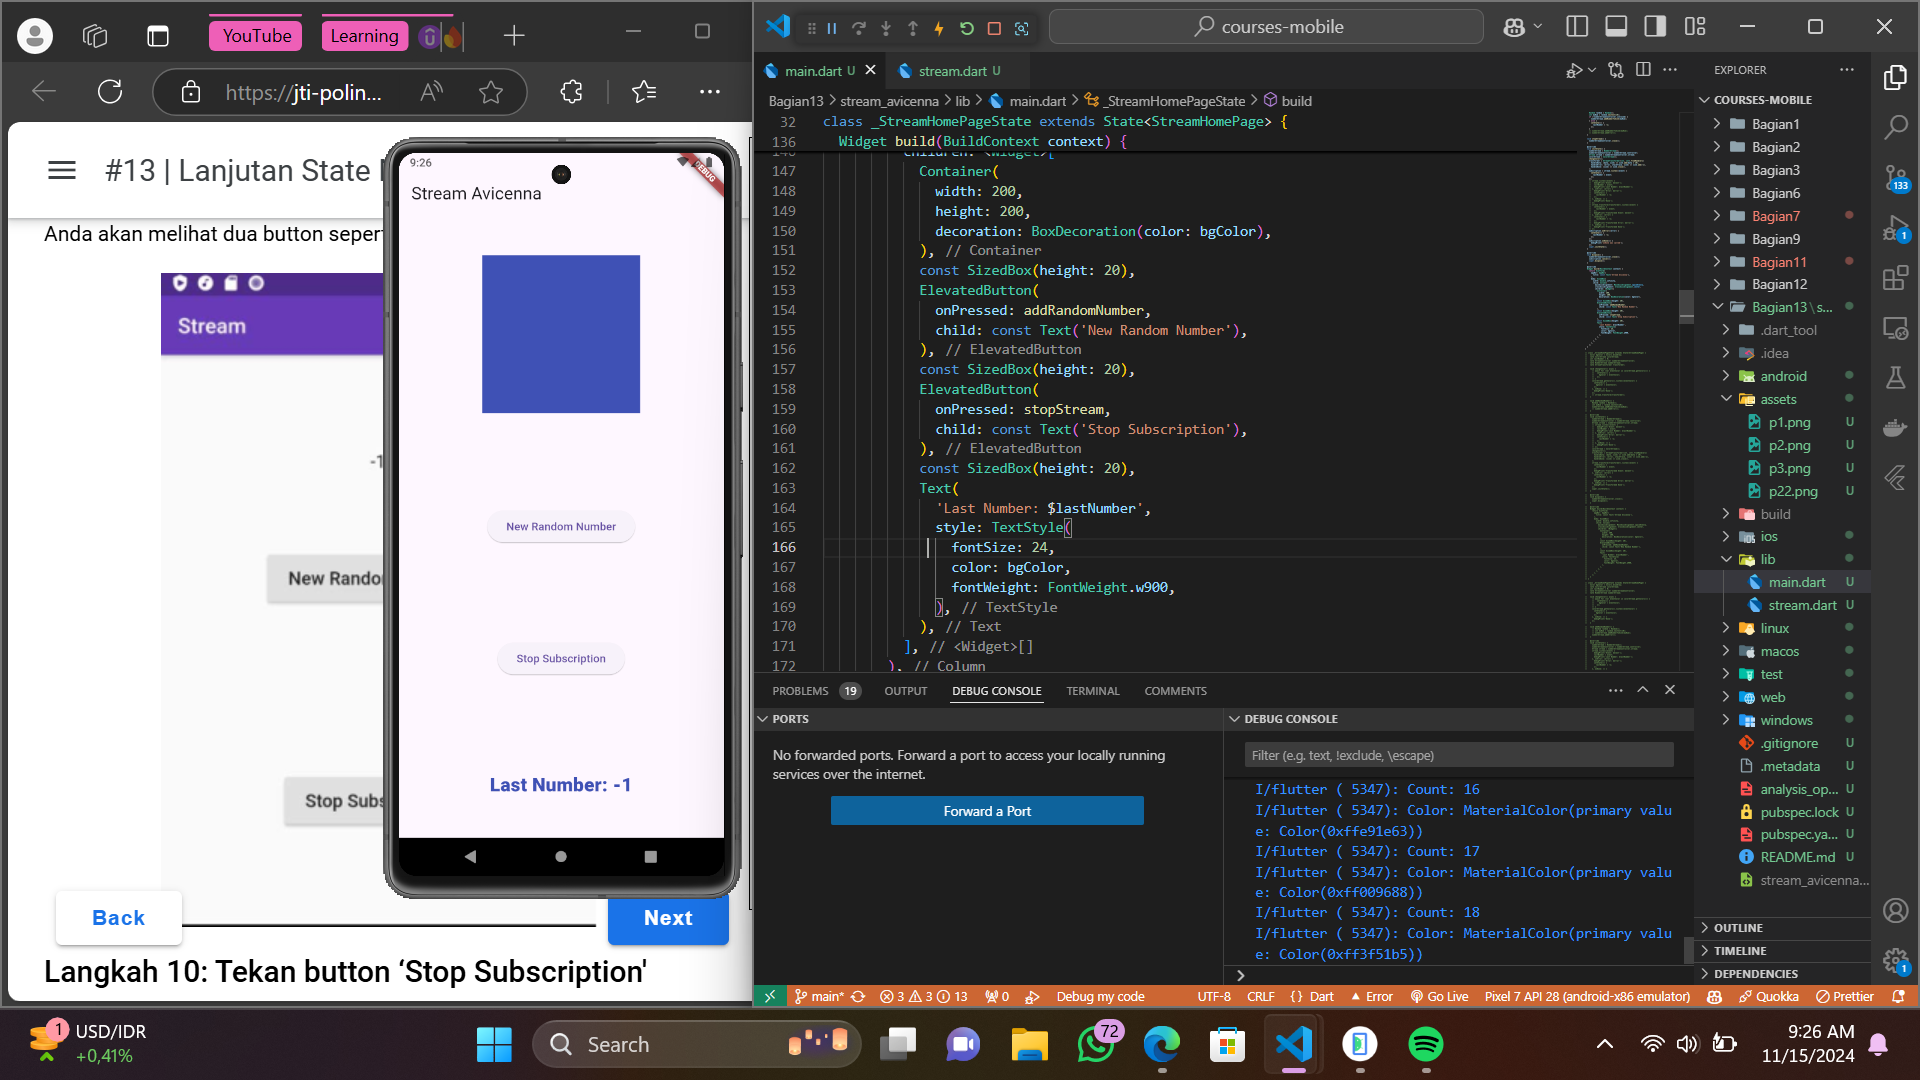 YouTube
Learning
https://jti-polin...
#13 | Lanjutan State
Anda akan melihat dua button seper
Stream
-1
New Rando
Stop Subs
Back
Next
Langkah 10: Tekan button ‘Stop Subscription'
9:26
DEBUG
Stream Avicenna
New Random Number
Stop Subscription
Last Number: -1
courses-mobile
main.dart U
stream.dart U
Bagian13 > stream_avicenna > lib > main.dart > _StreamHomePageState > build
32 class _StreamHomePageState extends State<StreamHomePage> {
136 Widget build(BuildContext context) {
146 children: <Widget>[
147 Container(
148 width: 200,
149 height: 200,
150 decoration: BoxDecoration(color: bgColor),
151 ), // Container
152 const SizedBox(height: 20),
153 ElevatedButton(
154 onPressed: addRandomNumber,
155 child: const Text('New Random Number'),
156 ), // ElevatedButton
157 const SizedBox(height: 20),
158 ElevatedButton(
159 onPressed: stopStream,
160 child: const Text('Stop Subscription'),
161 ), // ElevatedButton
162 const SizedBox(height: 20),
163 Text(
164 'Last Number: $lastNumber',
165 style: TextStyle(
166 fontSize: 24,
167 color: bgColor,
168 fontWeight: FontWeight.w900,
169 ), // TextStyle
170 ), // Text
171 ], // <Widget>[]
172 ), // Column
PROBLEMS 19 OUTPUT DEBUG CONSOLE TERMINAL COMMENTS
PORTS
No forwarded ports. Forward a port to access your locally running
services over the internet.
Forward a Port
DEBUG CONSOLE
Filter (e.g. text, !exclude, \escape)
I/flutter ( 5347): Count: 16
I/flutter ( 5347): Color: MaterialColor(primary valu
e: Color(0xffe91e63))
I/flutter ( 5347): Count: 17
I/flutter ( 5347): Color: MaterialColor(primary valu
e: Color(0xff009688))
I/flutter ( 5347): Count: 18
I/flutter ( 5347): Color: MaterialColor(primary valu
e: Color(0xff3f51b5))
EXPLORER
COURSES-MOBILE
Bagian1
Bagian2
Bagian3
Bagian6
Bagian7
Bagian9
Bagian11
Bagian12
Bagian13\s...
.dart_tool
.idea
android
assets
p1.png U
p2.png U
p3.png U
p22.png U
build
ios
lib
main.dart U
stream.dart U
linux
macos
test
web
windows
.gitignore U
.metadata U
analysis_op... U
pubspec.lock U
pubspec.ya... U
README.md U
stream_avicenna...
OUTLINE
TIMELINE
DEPENDENCIES
133
1
1
main* 3 3 13 0 Debug my code UTF-8 CRLF {} Dart Error Go Live Pixel 7 API 28 (android-x86 emulator) Quokka Prettier
1
USD/IDR
+0,41%
Search
72
9:26 AM
11/15/2024